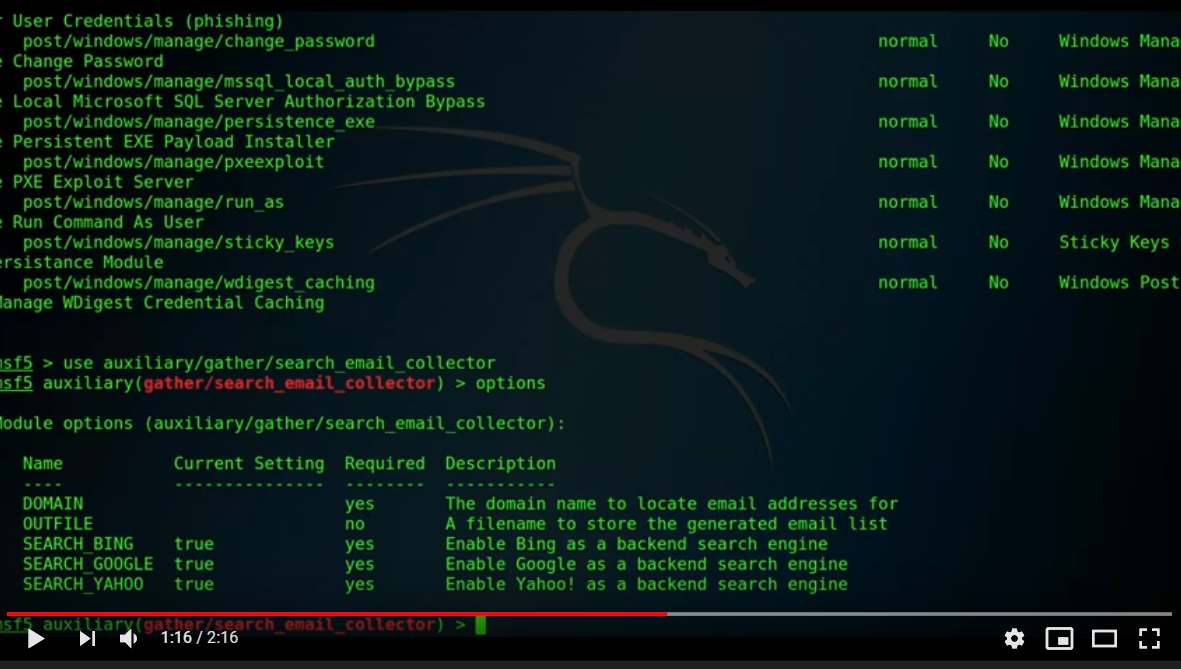 r User Credentials (phishing)
post/windows/manage/change_password normal No Windows Mana
e Change Password
post/windows/manage/mssql_local_auth_bypass normal No Windows Mana
e Local Microsoft SQL Server Authorization Bypass
post/windows/manage/persistence_exe normal No Windows Mana
e Persistent EXE Payload Installer
post/windows/manage/pxeexploit normal No Windows Mana
e PXE Exploit Server
post/windows/manage/run_as normal No Windows Mana
e Run Command As User
post/windows/manage/sticky_keys normal No Sticky Keys
ersistance Module
post/windows/manage/wdigest_caching normal No Windows Post
Manage WDigest Credential Caching
msf5 > use auxiliary/gather/search_email_collector
msf5 auxiliary(gather/search_email_collector) > options
Module options (auxiliary/gather/search_email_collector):
Name Current Setting Required Description
---- --------------- -------- -----------
DOMAIN yes The domain name to locate email addresses for
OUTFILE no A filename to store the generated email list
SEARCH_BING true yes Enable Bing as a backend search engine
SEARCH_GOOGLE true yes Enable Google as a backend search engine
SEARCH_YAHOO true yes Enable Yahoo! as a backend search engine
msf5 auxiliary(gather/search_email_collector) >
1:16 / 2:16